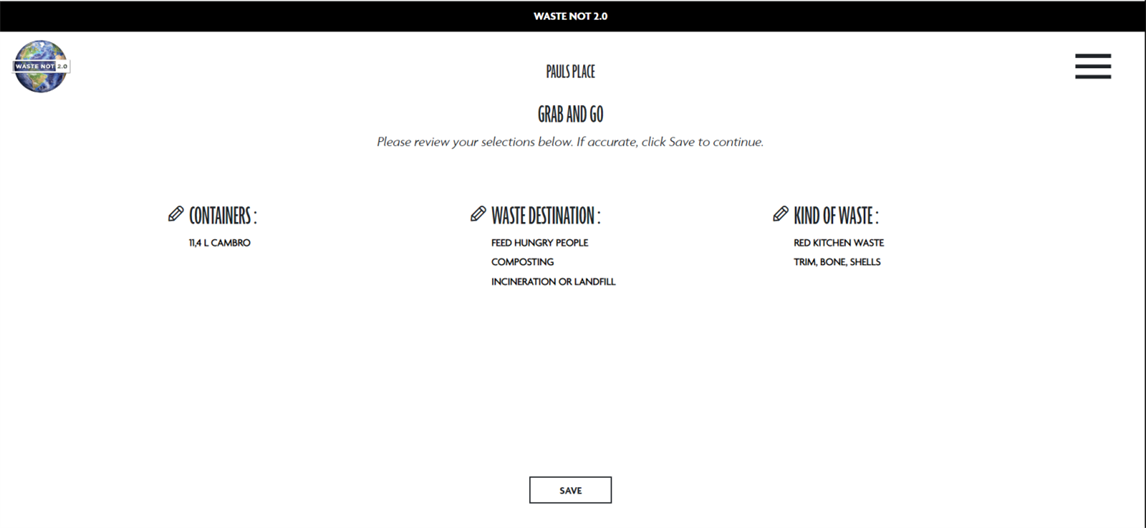 WASTE NOT 2.0
WASTE NOT 2.0
PAULS PLACE
GRAB AND GO
Please review your selections below. If accurate, click Save to continue.
CONTAINERS :
11,4 L CAMBRO
WASTE DESTINATION :
FEED HUNGRY PEOPLE
COMPOSTING
INCINERATION OR LANDFILL
KIND OF WASTE :
RED KITCHEN WASTE
TRIM, BONE, SHELLS
SAVE